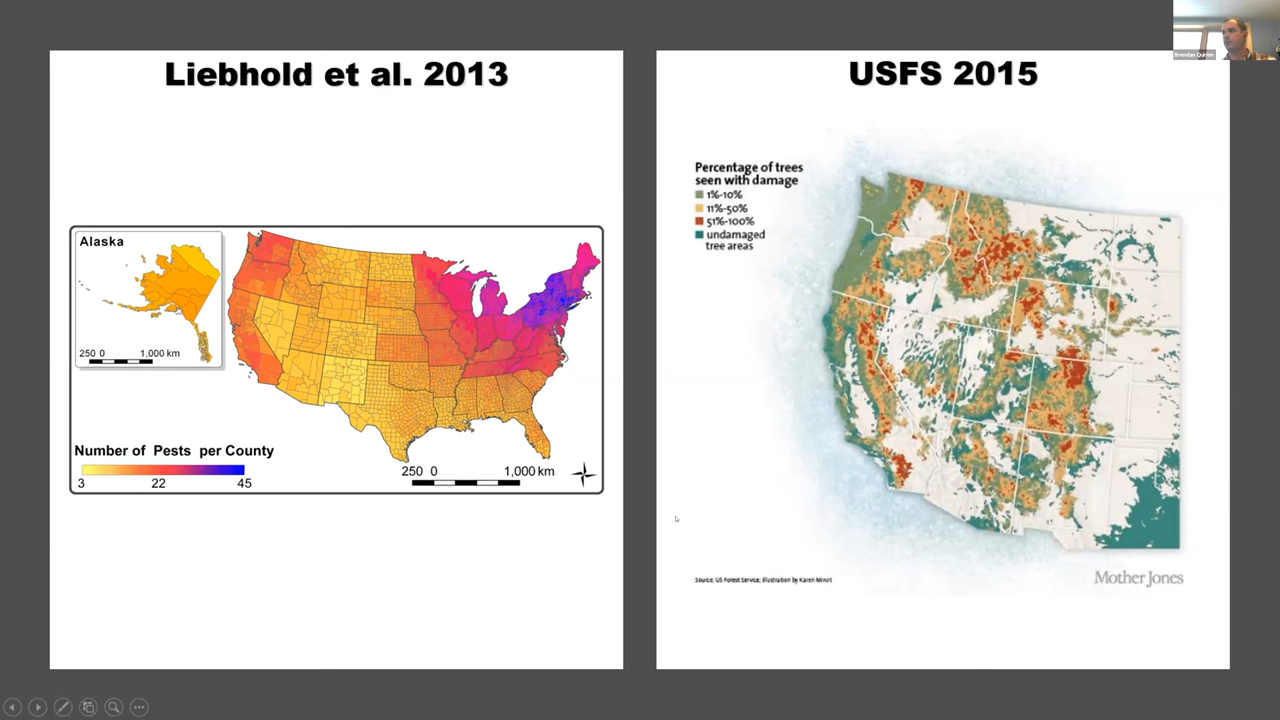 Liebhold et al. 2013
Alaska
250 0 1,000 km
Number of Pests per County
3 22 45
250 0 1,000 km
USFS 2015
Percentage of trees
seen with damage
1%-10%
11%-50%
51%-100%
undamaged
tree areas
Source: US Forest Service; Illustration by Karen Minot
Mother Jones